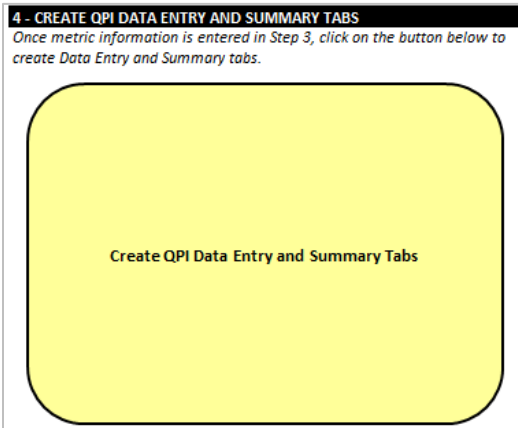 4 - CREATE QPI DATA ENTRY AND SUMMARY TABS
Once metric information is entered in Step 3, click on the button below to
create Data Entry and Summary tabs.
Create QPI Data Entry and Summary Tabs